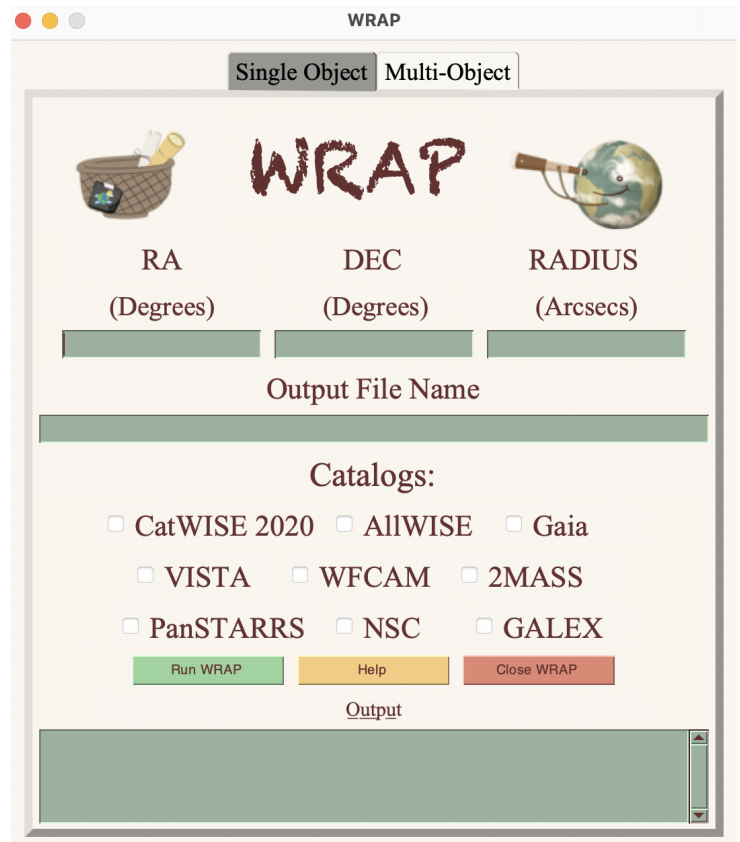 WRAP
Single Object Multi-Object
WRAP
RA DEC RADIUS
(Degrees) (Degrees) (Arcsecs)
Output File Name
Catalogs:
CatWISE 2020 AllWISE Gaia
VISTA WFCAM 2MASS
PanSTARRS NSC GALEX
Run WRAP Help Close WRAP
Output